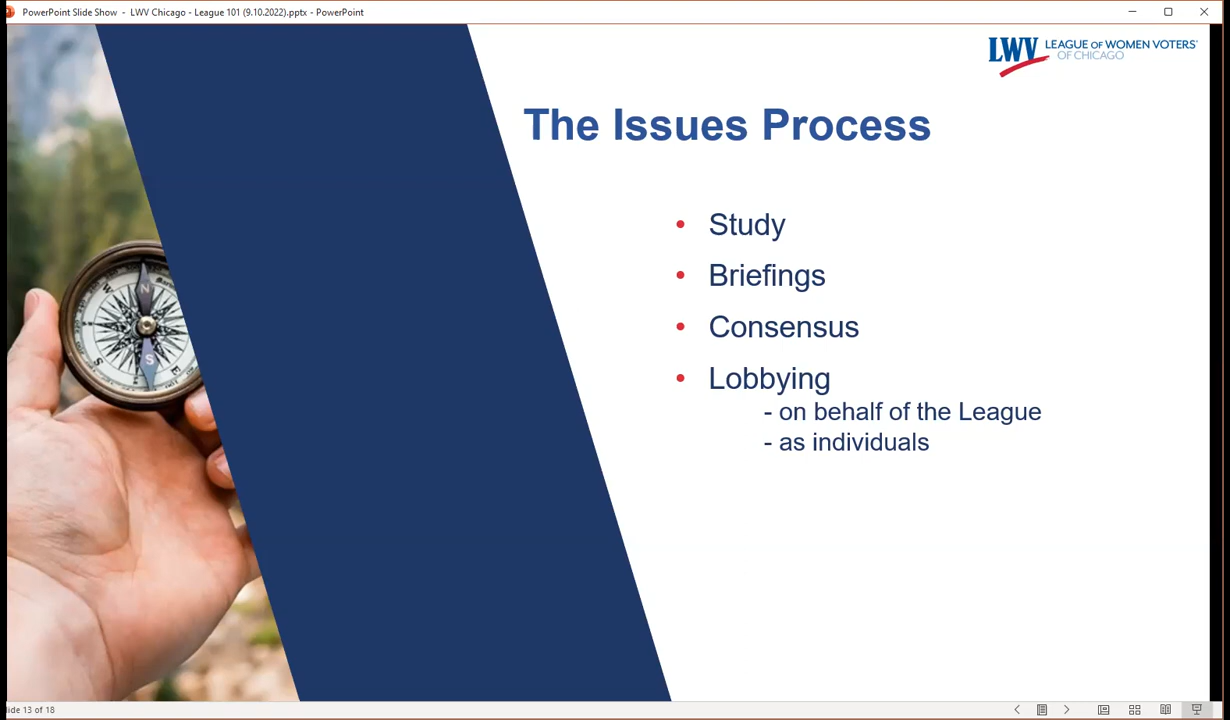 PowerPoint Slide Show - LWV Chicago - League 101 (9.10.2022).pptx - PowerPoint
LWV LEAGUE OF WOMEN VOTERS®
OF CHICAGO
The Issues Process
• Study
• Briefings
• Consensus
• Lobbying
- on behalf of the League
- as individuals
N
W
S
E
S
lide 13 of 18